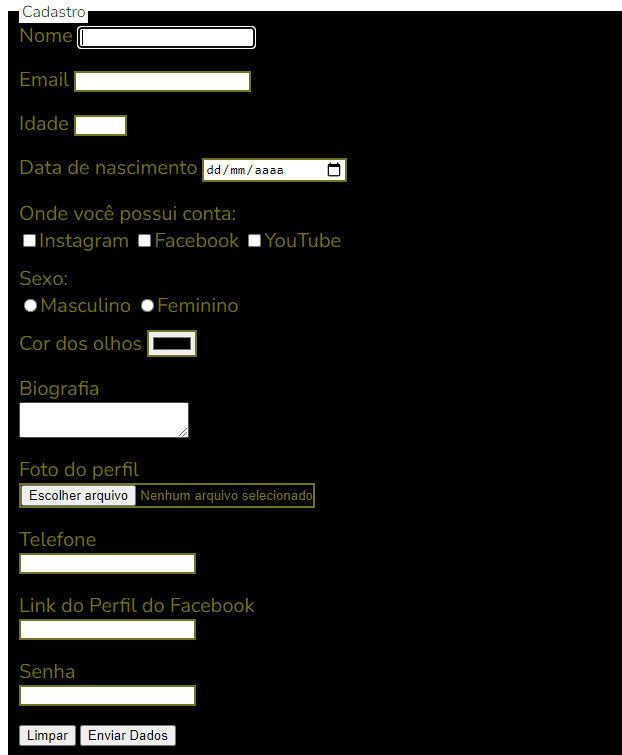 Cadastro
Nome
Email
Idade
Data de nascimento dd/mm/aaaa
Onde você possui conta:
Instagram Facebook YouTube
Sexo:
Masculino Feminino
Cor dos olhos
Biografia
Foto do perfil
Escolher arquivo Nenhum arquivo selecionado
Telefone
Link do Perfil do Facebook
Senha
Limpar Enviar Dados